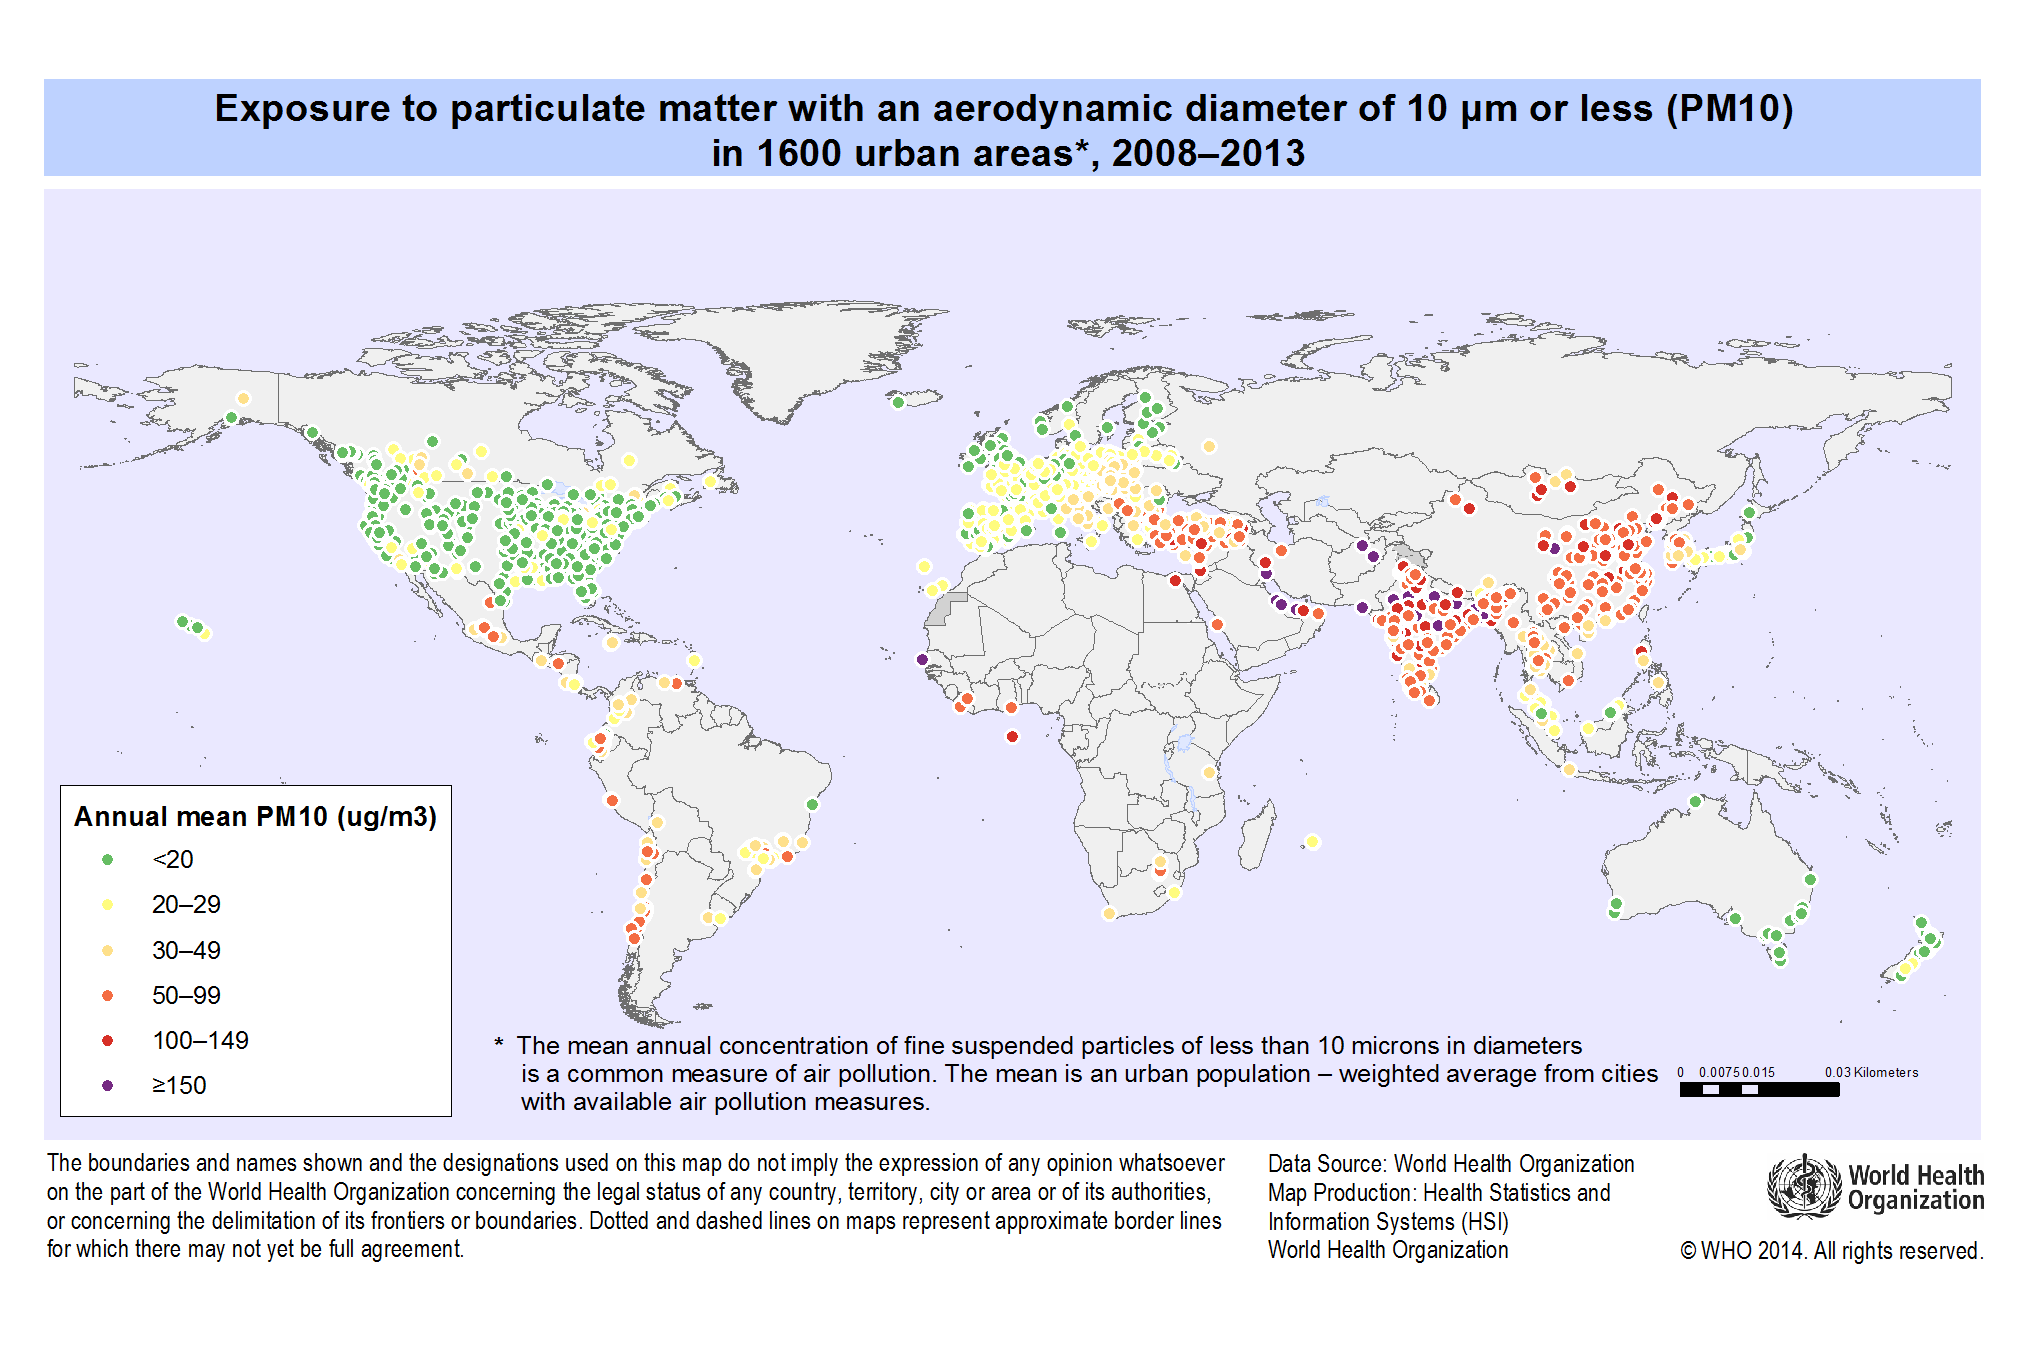 Exposure to particulate matter with an aerodynamic diameter of 10 µm or less (PM10)
in 1600 urban areas*, 2008–2013
Annual mean PM10 (ug/m3)
<20
20–29
30–49
50–99
100–149
≥150
* The mean annual concentration of fine suspended particles of less than 10 microns in diameters
is a common measure of air pollution. The mean is an urban population – weighted average from cities
with available air pollution measures.
0 0.0075 0.015 0.03 Kilometers
The boundaries and names shown and the designations used on this map do not imply the expression of any opinion whatsoever
on the part of the World Health Organization concerning the legal status of any country, territory, city or area or of its authorities,
or concerning the delimitation of its frontiers or boundaries. Dotted and dashed lines on maps represent approximate border lines
for which there may not yet be full agreement.
Data Source: World Health Organization
Map Production: Health Statistics and
Information Systems (HSI)
World Health Organization
World Health
Organization
© WHO 2014. All rights reserved.